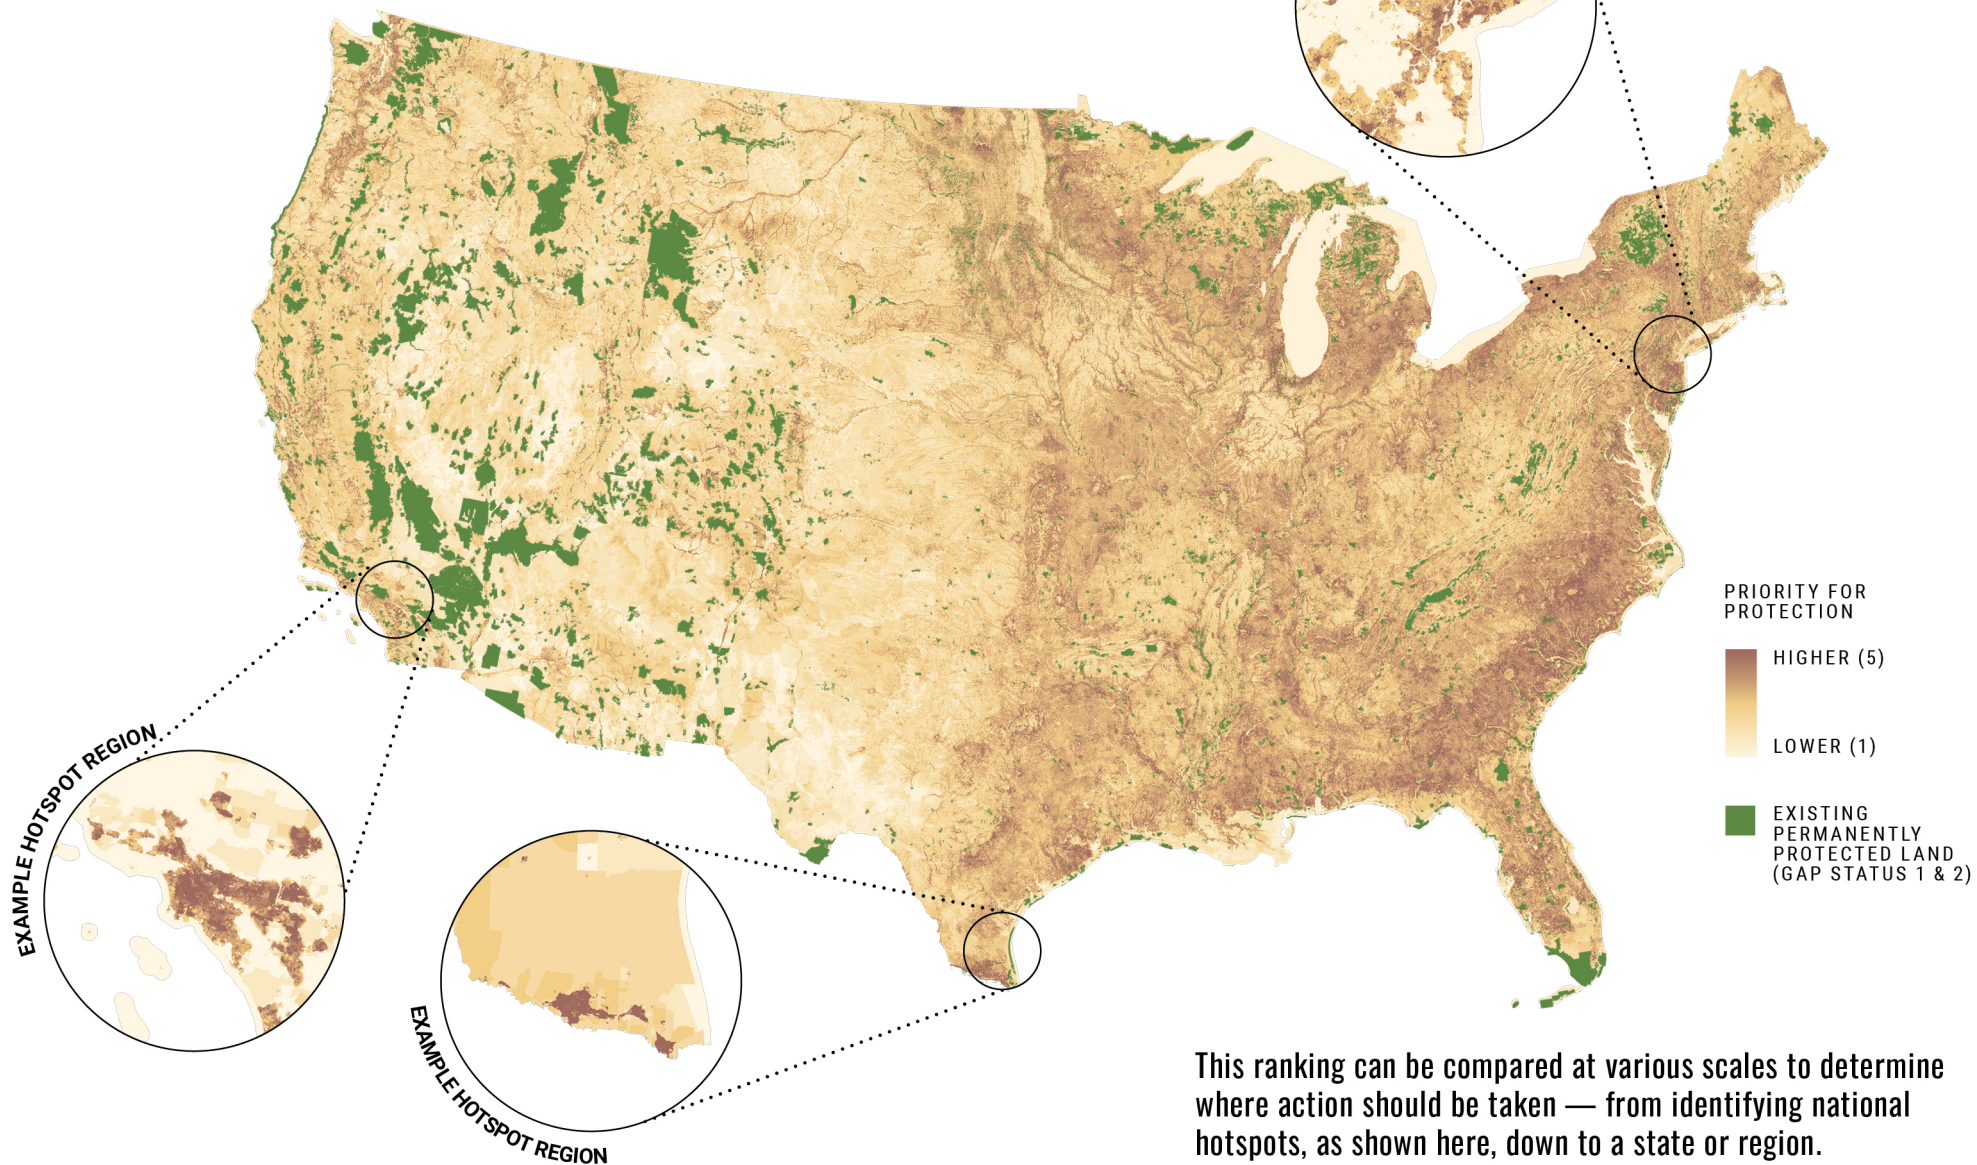 PRIORITY FOR
PROTECTION
HIGHER (5)
LOWER (1)
EXISTING
PERMANENTLY
PROTECTED LAND
(GAP STATUS 1 & 2)
EXAMPLE HOTSPOT REGION
EXAMPLE HOTSPOT REGION
This ranking can be compared at various scales to determine
where action should be taken — from identifying national
hotspots, as shown here, down to a state or region.